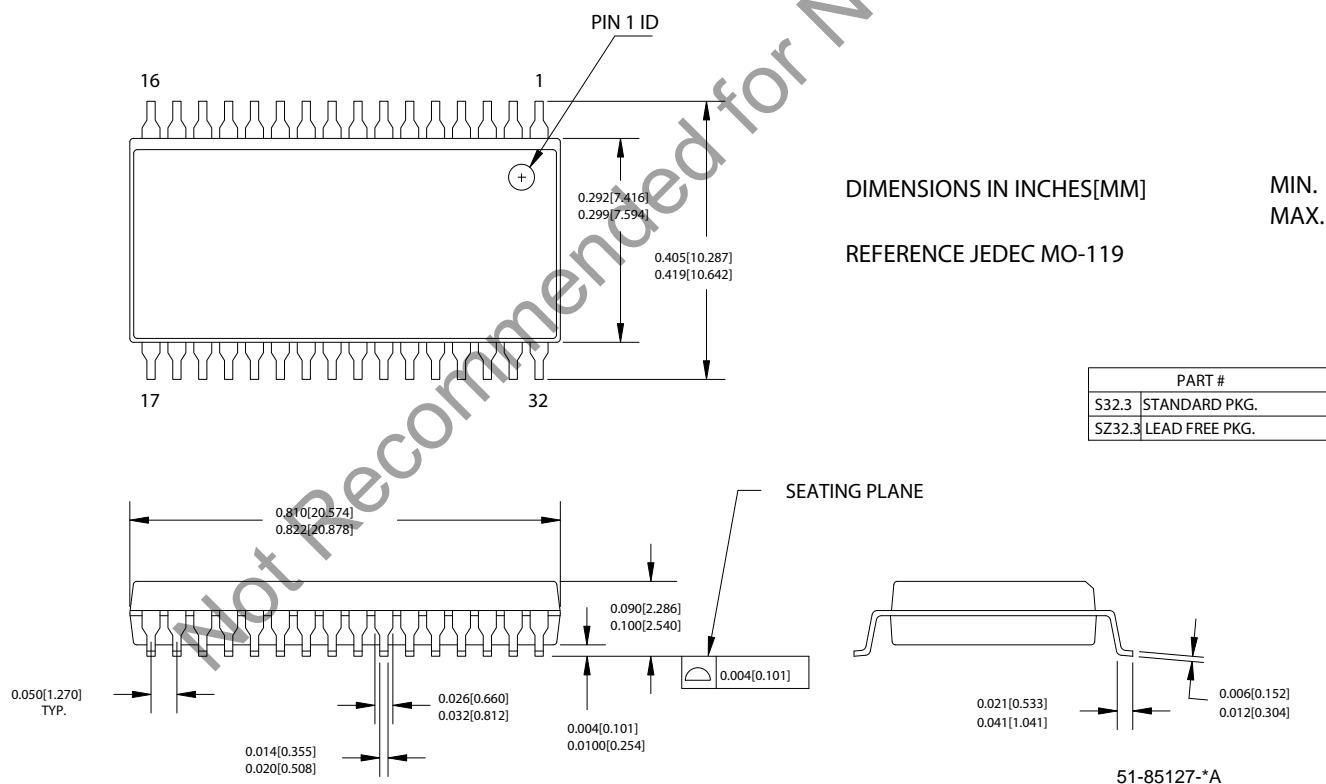 PIN 1 ID
16
1
0.292[7.416]
0.299[7.594]
0.405[10.287]
0.419[10.642]
17
32
DIMENSIONS IN INCHES[MM]
MIN.
MAX.
REFERENCE JEDEC MO-119
PART #
S32.3 STANDARD PKG.
SZ32.3 LEAD FREE PKG.
Not Recommended for N
SEATING PLANE
0.810[20.574]
0.822[20.878]
0.090[2.286]
0.100[2.540]
0.004[0.101]
0.050[1.270]
TYP.
0.026[0.660]
0.032[0.812]
0.014[0.355]
0.020[0.508]
0.004[0.101]
0.0100[0.254]
0.021[0.533]
0.041[1.041]
0.006[0.152]
0.012[0.304]
51-85127-*A